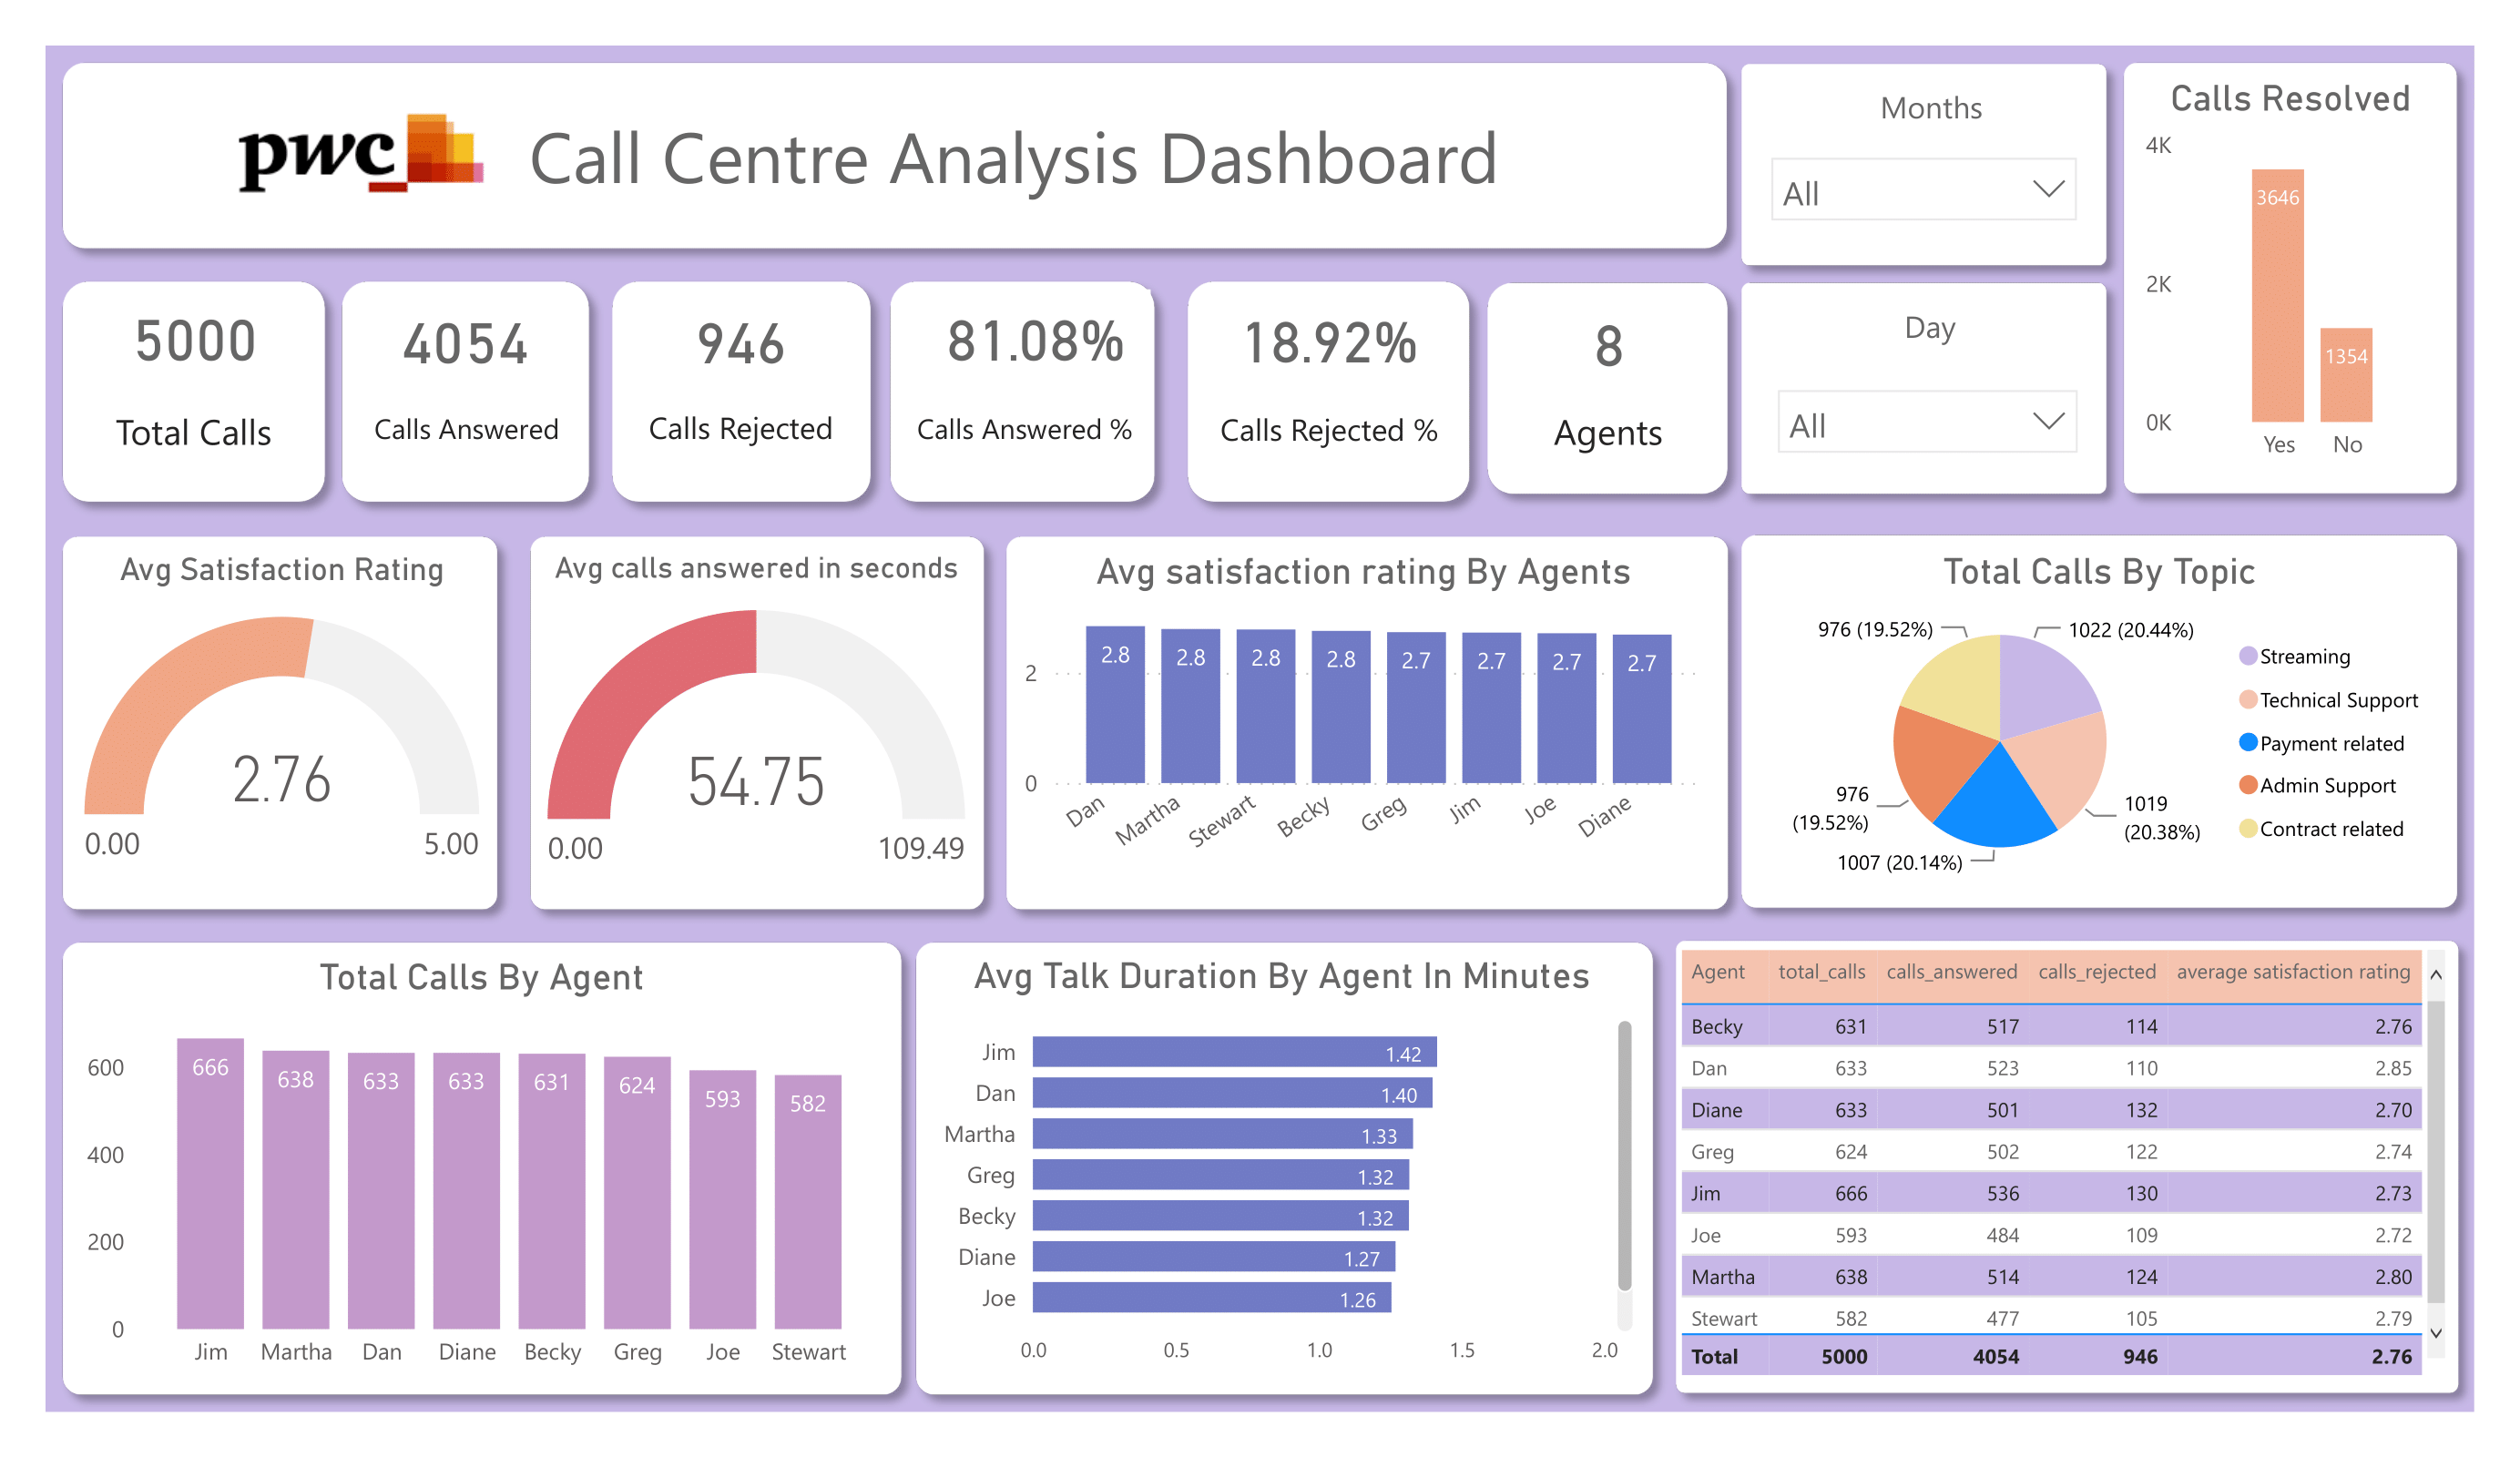 pwc
Call Centre Analysis Dashboard
Months
All
Calls Resolved
4K
2K
0K
3646
1354
Yes No
5000
Total Calls
4054
Calls Answered
946
Calls Rejected
81.08%
Calls Answered %
18.92%
Calls Rejected %
8
Agents
Day
All
Avg Satisfaction Rating
2.76
0.00 5.00
Avg calls answered in seconds
54.75
0.00 109.49
Avg satisfaction rating By Agents
2
0
2.8 2.8 2.8 2.8 2.7 2.7 2.7 2.7
Dan Martha Stewart Becky Greg Jim Joe Diane
Total Calls By Topic
976 (19.52%)
1022 (20.44%)
976
(19.52%)
1019
(20.38%)
1007 (20.14%)
Streaming
Technical Support
Payment related
Admin Support
Contract related
Total Calls By Agent
600
400
200
0
666 638 633 633 631 624 593 582
Jim Martha Dan Diane Becky Greg Joe Stewart
Avg Talk Duration By Agent In Minutes
Jim 1.42
Dan 1.40
Martha 1.33
Greg 1.32
Becky 1.32
Diane 1.27
Joe 1.26
0.0 0.5 1.0 1.5 2.0
Agent total_calls calls_answered calls_rejected average satisfaction rating
Becky 631 517 114 2.76
Dan 633 523 110 2.85
Diane 633 501 132 2.70
Greg 624 502 122 2.74
Jim 666 536 130 2.73
Joe 593 484 109 2.72
Martha 638 514 124 2.80
Stewart 582 477 105 2.79
Total 5000 4054 946 2.76